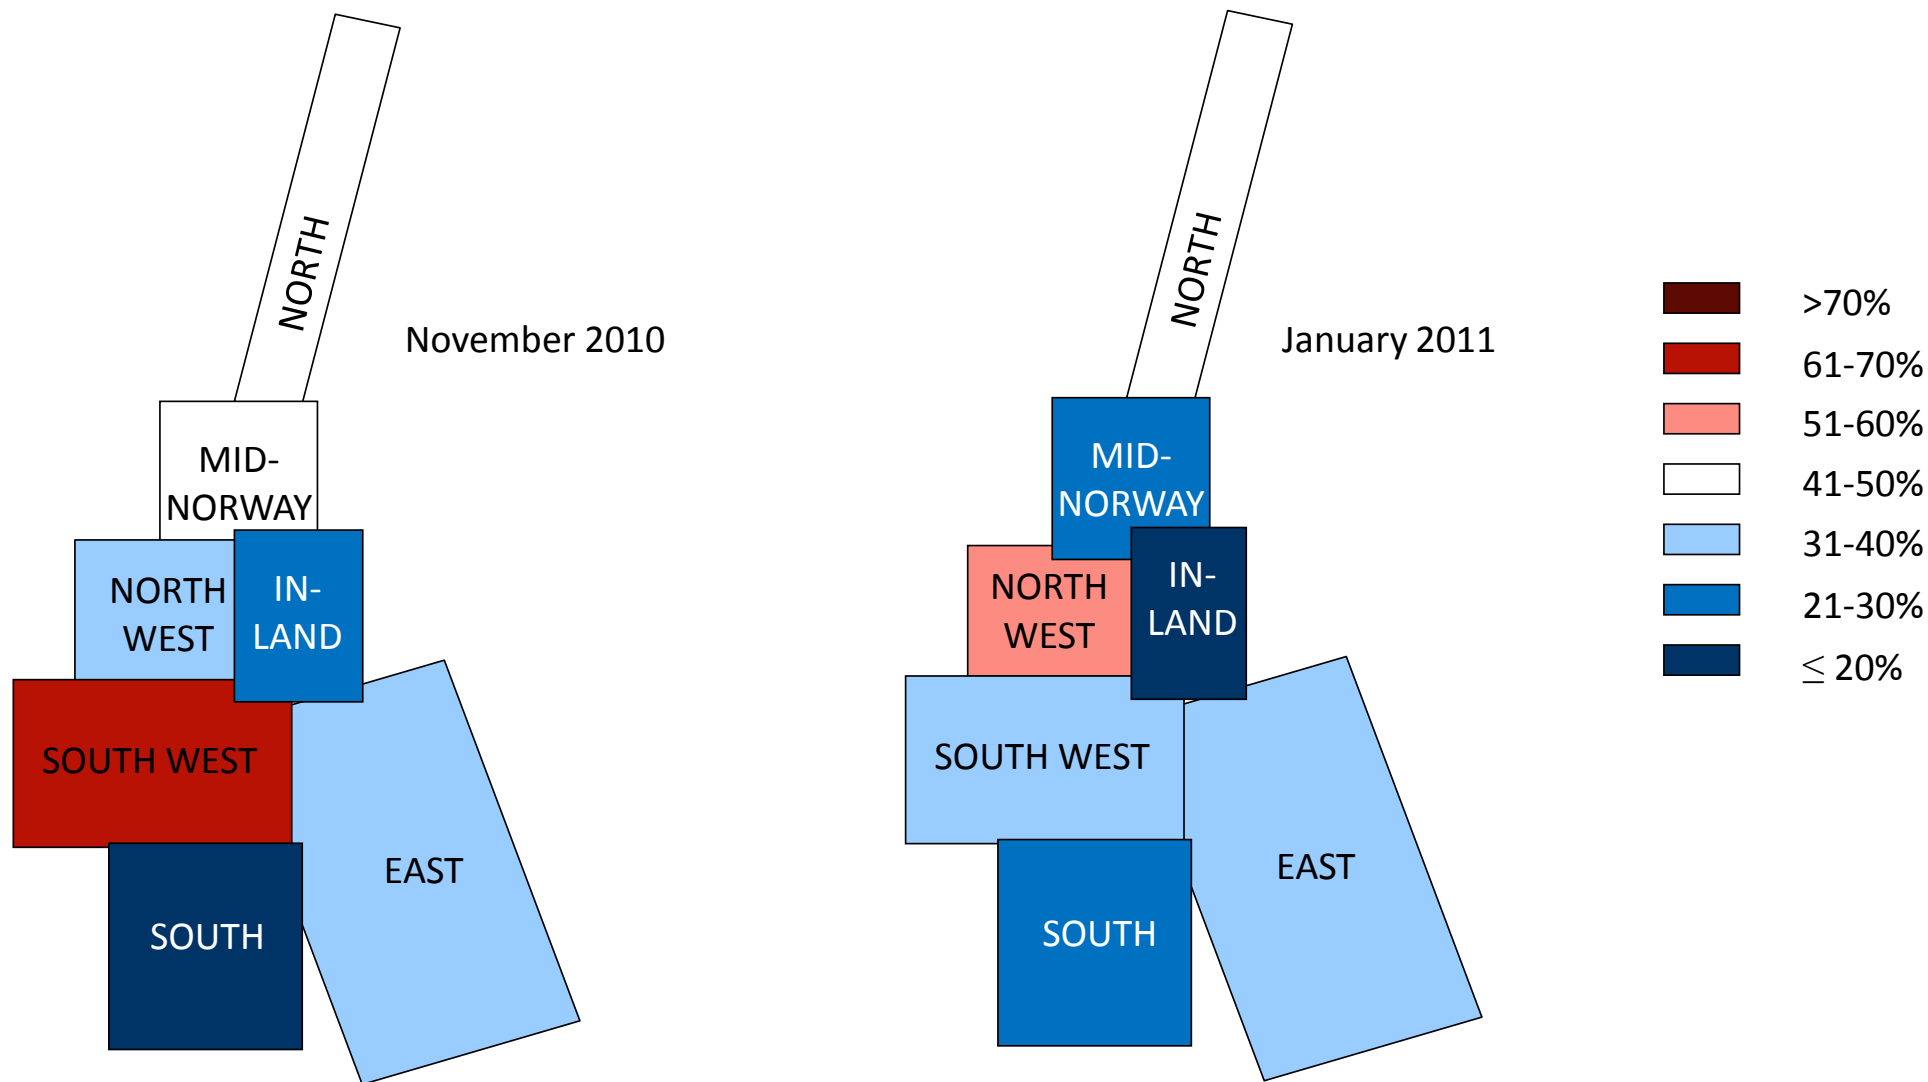 NORTH
November 2010
MID-
NORWAY
NORTH
WEST
IN-
LAND
SOUTH WEST
EAST
SOUTH
NORTH
January 2011
MID-
NORWAY
NORTH
WEST
IN-
LAND
SOUTH WEST
EAST
SOUTH
>70%
61-70%
51-60%
41-50%
31-40%
21-30%
≤ 20%